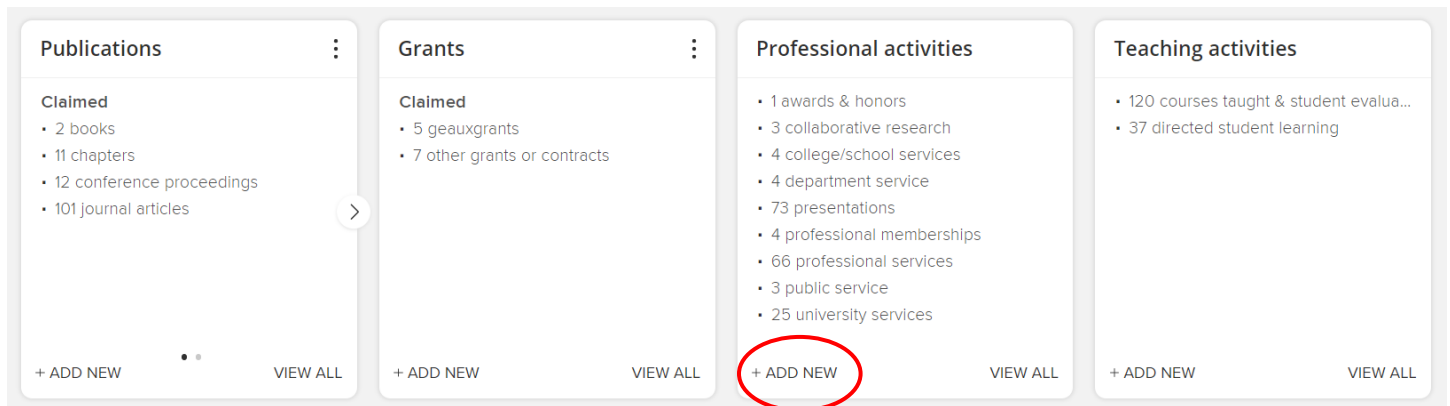 Publications
Claimed
2 books
11 chapters
12 conference proceedings
101 journal articles
+ ADD NEW
VIEW ALL
Grants
Claimed
5 geauxgrants
7 other grants or contracts
+ ADD NEW
VIEW ALL
Professional activities
1 awards & honors
3 collaborative research
4 college/school services
4 department service
73 presentations
4 professional memberships
66 professional services
3 public service
25 university services
+ ADD NEW
VIEW ALL
Teaching activities
120 courses taught & student evalua...
37 directed student learning
+ ADD NEW
VIEW ALL